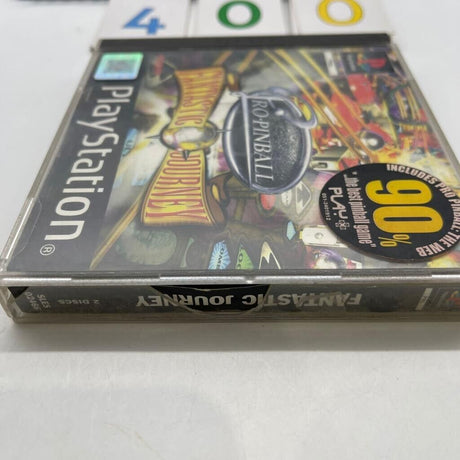 4 0 0
PlayStation®
PRO-PINBALL
FANTASTIC JOURNEY
INCLUDES PRO PINBALL: THE WEB
90%
"...the best pinball game"
PLAY
FANTASTIC JOURNEY
2 DISCS
SLES